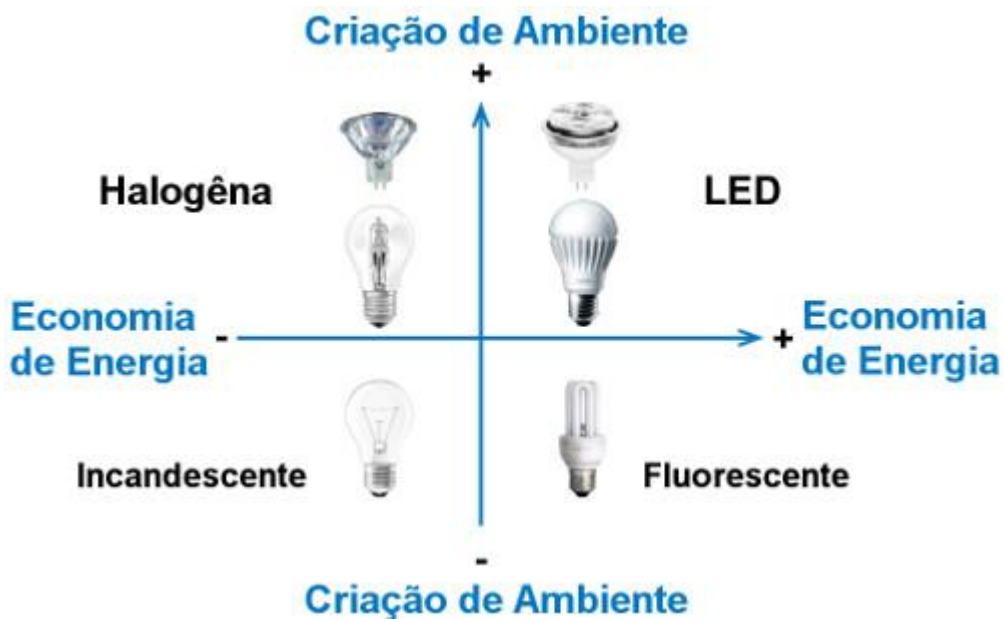 Criação de Ambiente
+
Halogêna
LED
Economia
de Energia
-
+
Economia
de Energia
Incandescente
Fluorescente
-
Criação de Ambiente